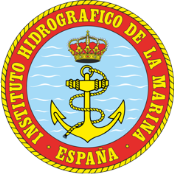 INSTITUTO HIDROGRAFICO DE LA MARINA
· ESPAÑA ·